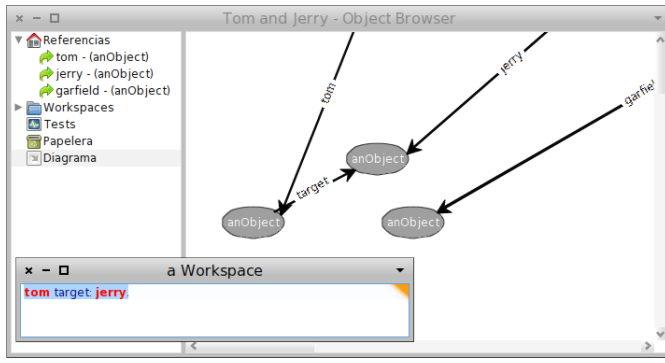 Tom and Jerry - Object Browser
Referencias
tom - (anObject)
jerry - (anObject)
garfield - (anObject)
Workspaces
Tests
Papelera
Diagrama
tom
jerry
garfiel
anObject
target
anObject
anObject
a Workspace
tom target: jerry.